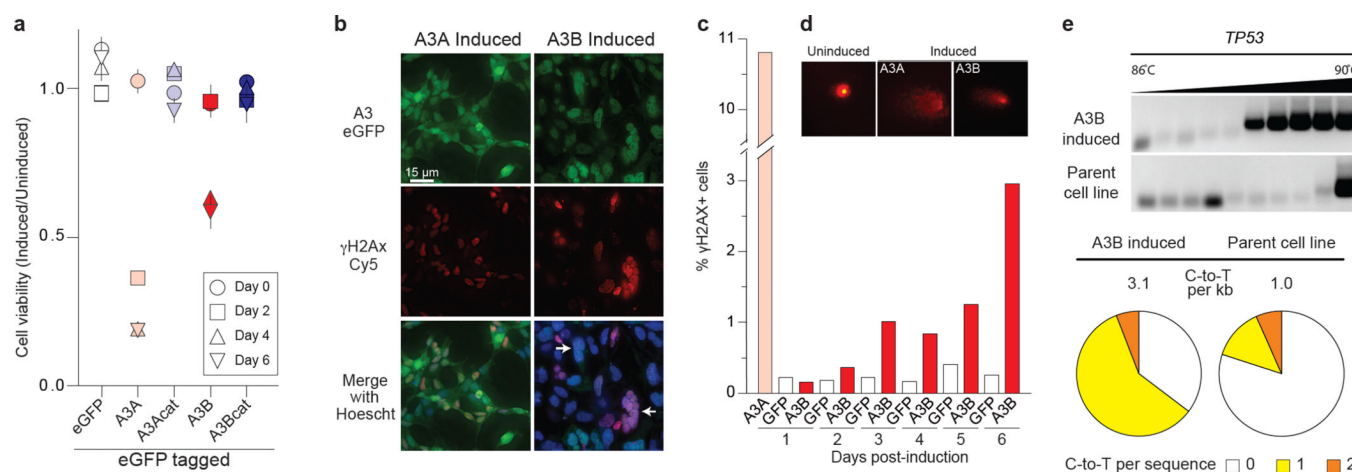 a
Cell viability (Induced/Uninduced)
1.0
0.5
0.0
Day 0
Day 2
Day 4
Day 6
eGFP
A3A
A3Acat
A3B
A3Bcat
eGFP tagged
b
A3A Induced
A3B Induced
A3
eGFP
15 μm
γH2Ax
Cy5
Merge
with
Hoescht
c
% γH2AX+ cells
11
10
3
2
1
0
A3A
GFP
A3B
GFP
A3B
GFP
A3B
GFP
A3B
GFP
A3B
GFP
A3B
1 2 3 4 5 6
Days post-induction
d
Uninduced
Induced
A3A
A3B
e
TP53
86°C
90°C
A3B
induced
Parent
cell line
A3B induced
Parent cell line
3.1
C-to-T
per kb
1.0
C-to-T per sequence
0
1
2